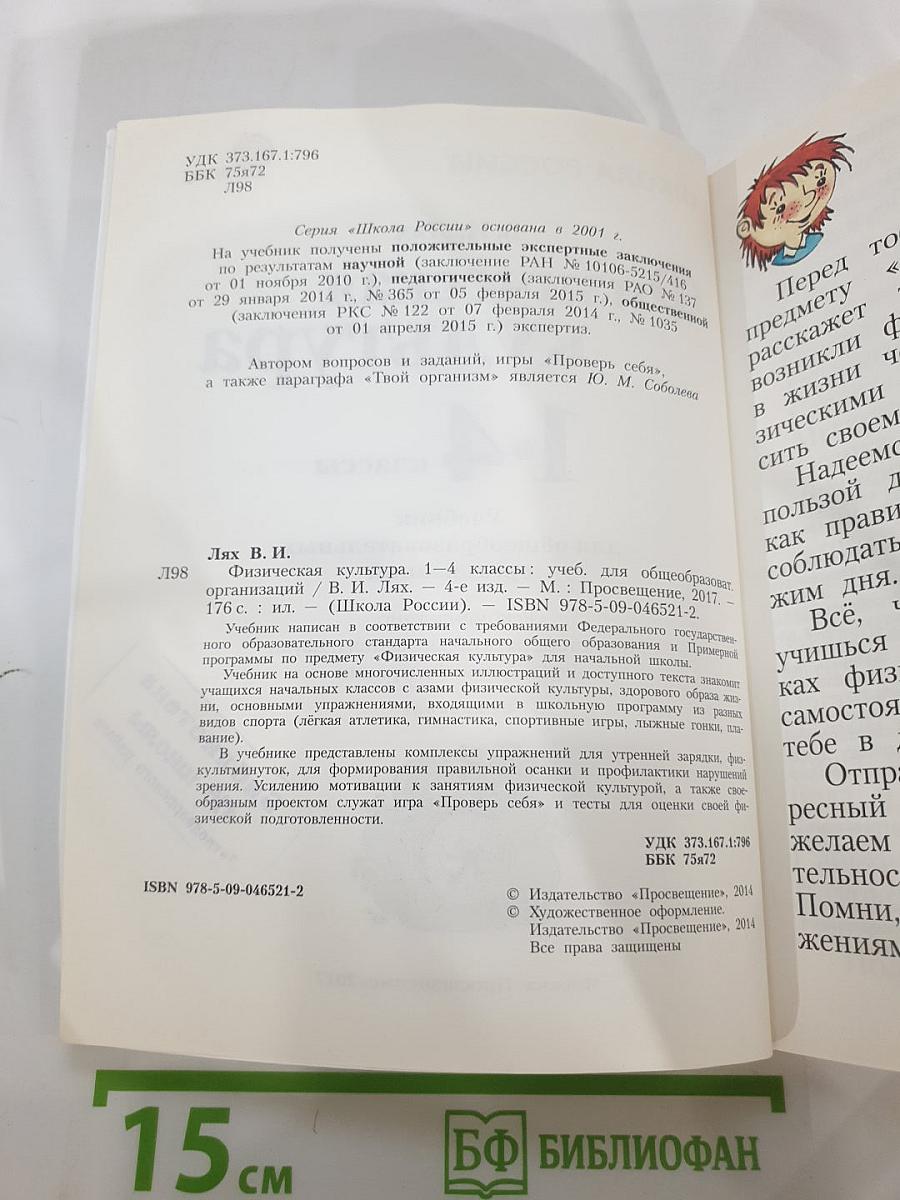 УДК 373.167.1:796
ББК 75я72
Л98
Серия «Школа России» основана в 2001 г.
На учебник получены положительные экспертные заключения
по результатам научной (заключение РАН № 10106-5215/416
от 01 ноября 2010 г.), педагогической (заключения РАО № 137
от 29 января 2014 г., № 365 от 05 февраля 2015 г.), общественной
(заключения РКС № 122 от 07 февраля 2014 г., № 1035
от 01 апреля 2015 г.) экспертиз.
Автором вопросов и заданий, игры «Проверь себя»,
а также параграфа «Твой организм» является Ю. М. Соболева
Лях В. И.
Л98 Физическая культура. 1—4 классы : учеб. для общеобразоват.
организаций / В. И. Лях. — 4-е изд. — М. : Просвещение, 2017. —
176 с. : ил. — (Школа России). — ISBN 978-5-09-046521-2.
Учебник написан в соответствии с требованиями Федерального государствен-
ного образовательного стандарта начального общего образования и Примерной
программы по предмету «Физическая культура» для начальной школы.
Учебник на основе многочисленных иллюстраций и доступного текста знакомит
учащихся начальных классов с азами физической культуры, здорового образа жиз-
ни, основными упражнениями, входящими в школьную программу из разных
видов спорта (лёгкая атлетика, гимнастика, спортивные игры, лыжные гонки, пла-
вание).
В учебнике представлены комплексы упражнений для утренней зарядки, физ-
культминуток, для формирования правильной осанки и профилактики нарушений
зрения. Усилению мотивации к занятиям физической культурой, а также свое-
образным проектом служат игра «Проверь себя» и тесты для оценки своей фи-
зической подготовленности.
УДК 373.167.1:796
ББК 75я72
ISBN 978-5-09-046521-2
© Издательство «Просвещение», 2014
© Художественное оформление.
Издательство «Просвещение», 2014
Все права защищены
Перед
предмету
расскажет
возникли
в жизни
зическими
сить своем
Надеемс
пользой
как прави
соблюдать
жим дня.
Всё,
учишься
ках физ
самостоя
тебе в
Отпра
ресный
желаем
тельнос
Помни,
жениям
15 см
БФ БИБЛИОФАН